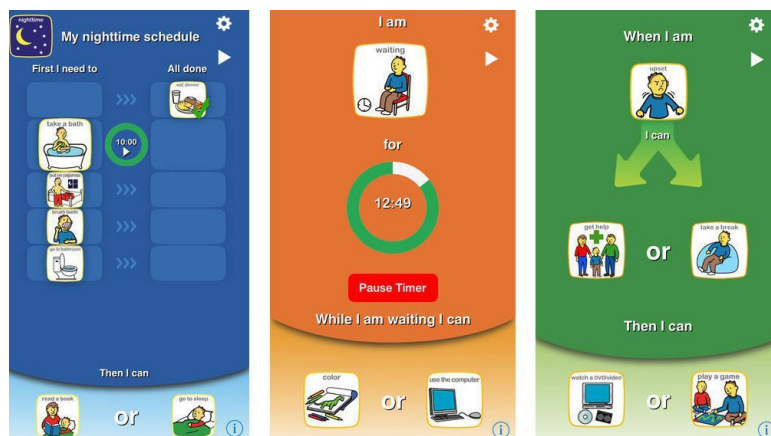 nighttime
My nighttime schedule
First I need to
All done
eat dinner
take a bath
10:00
put on pajamas
brush teeth
go to bathroom
Then I can
read a book
or
go to sleep
I am
waiting
for
12:49
Pause Timer
While I am waiting I can
color
or
use the computer
When I am
upset
I can
get help
or
take a break
Then I can
watch a DVD/video
or
play a game